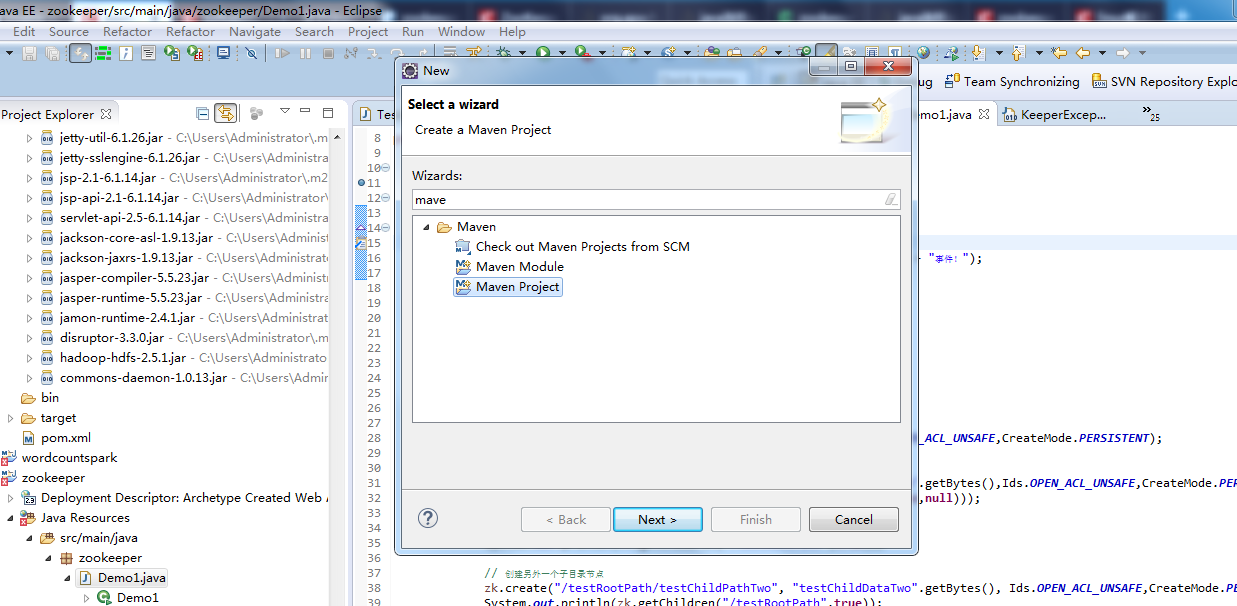 ava EE - zookeeper/src/main/java/zookeeper/Demo1.java - Eclipse
Edit Source Refactor Refactor Navigate Search Project Run Window Help
ug Team Synchronizing SVN Repository Explo
Project Explorer
Tes
mo1.java KeeperExcep... »25
jetty-util-6.1.26.jar - C:\Users\Administrator\.m
jetty-sslengine-6.1.26.jar - C:\Users\Administra
jsp-2.1-6.1.14.jar - C:\Users\Administrator\.m2
jsp-api-2.1-6.1.14.jar - C:\Users\Administrator\
servlet-api-2.5-6.1.14.jar - C:\Users\Administra
jackson-core-asl-1.9.13.jar - C:\Users\Administ
jackson-jaxrs-1.9.13.jar - C:\Users\Administrato
jasper-compiler-5.5.23.jar - C:\Users\Administra
jasper-runtime-5.5.23.jar - C:\Users\Administra
jamon-runtime-2.4.1.jar - C:\Users\Administrato
disruptor-3.3.0.jar - C:\Users\Administrator\.m
hadoop-hdfs-2.5.1.jar - C:\Users\Administrato
commons-daemon-1.0.13.jar - C:\Users\Admir
bin
target
pom.xml
wordcountspark
zookeeper
Deployment Descriptor: Archetype Created Web A
Java Resources
src/main/java
zookeeper
Demo1.java
Demo1
New
Select a wizard
Create a Maven Project
Wizards:
mave
Maven
Check out Maven Projects from SCM
Maven Module
Maven Project
< Back Next > Finish Cancel
8
9
10
11
12
13
14
15
16 "事件！");
17
18
19
20
21
22
23
24
25
26
27
28 _ACL_UNSAFE,CreateMode.PERSISTENT);
29
30
31 .getBytes(),Ids.OPEN_ACL_UNSAFE,CreateMode.PER
32 ,null)));
33
34
35
36
37 // 创建另外一个子目录节点
38 zk.create("/testRootPath/testChildPathTwo", "testChildDataTwo".getBytes(), Ids.OPEN_ACL_UNSAFE,CreateMode.PE
39 System.out.println(zk.getChildren("/testRootPath",true));